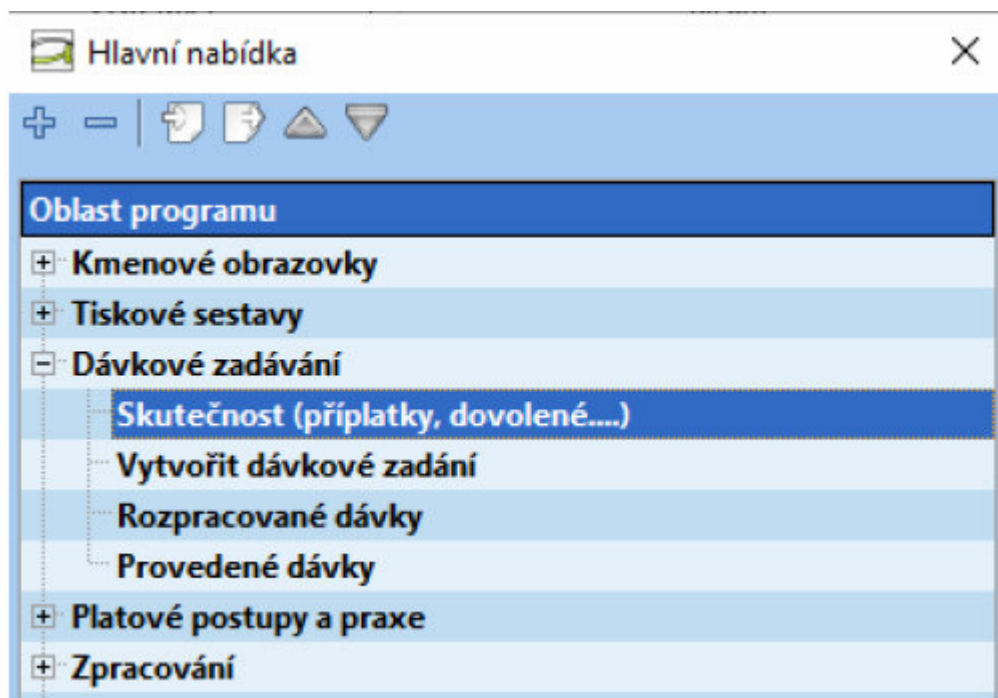 Hlavní nabídka
Oblast programu
Kmenové obrazovky
Tiskové sestavy
Dávkové zadávání
Skutečnost (příplatky, dovolené....)
Vytvořit dávkové zadání
Rozpracované dávky
Provedené dávky
Platové postupy a praxe
Zpracování